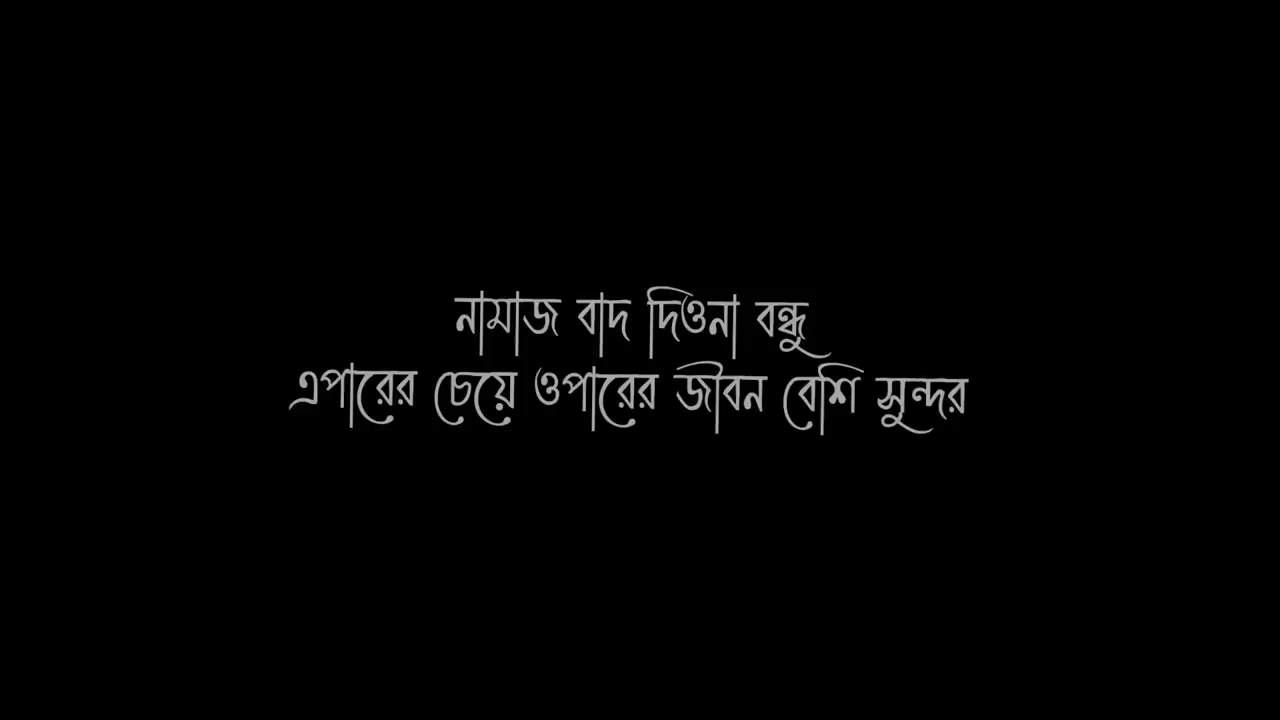 নামাজ বাদ দিওনা বন্ধু
এপারের চেয়ে ওপারের জীবন বেশি সুন্দর